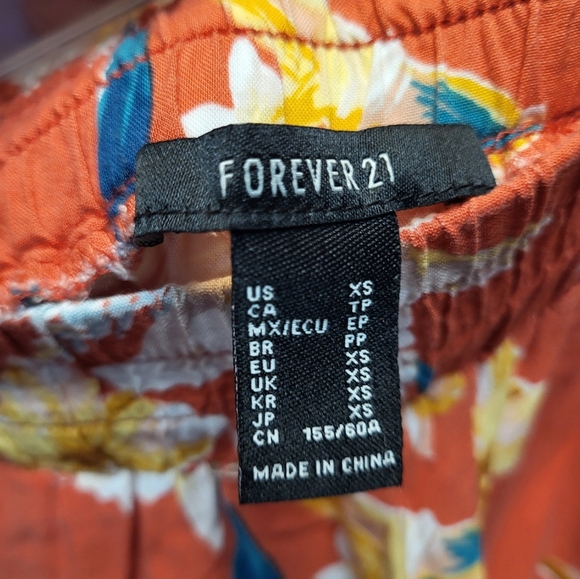 FOREVER 21
US XS
CA TP
MX/ECU EP
BR PP
EU XS
UK XS
KR XS
JP XS
CN 155/60A
MADE IN CHINA